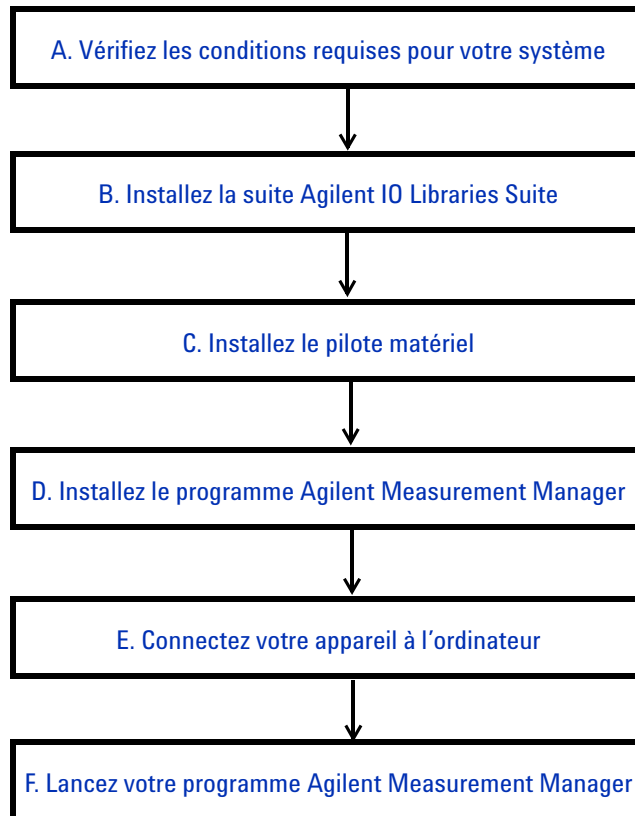 A. Vérifiez les conditions requises pour votre système
B. Installez la suite Agilent IO Libraries Suite
C. Installez le pilote matériel
D. Installez le programme Agilent Measurement Manager
E. Connectez votre appareil à l’ordinateur
F. Lancez votre programme Agilent Measurement Manager